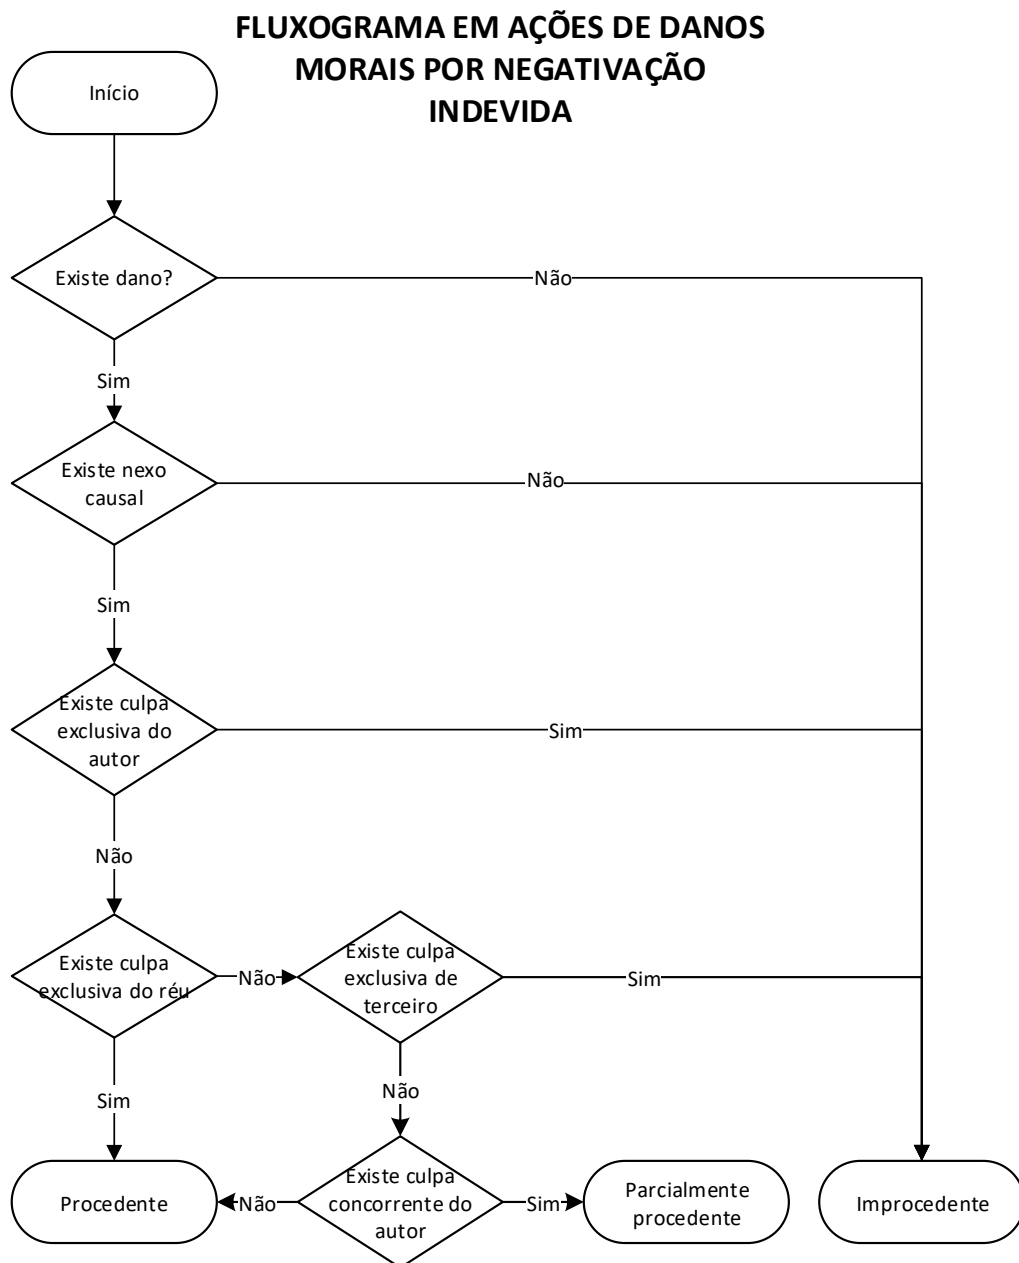 FLUXOGRAMA EM AÇÕES DE DANOS
MORAIS POR NEGATIVAÇÃO
INDEVIDA
Início
Existe dano?
Não
Sim
Existe nexo
causal
Não
Sim
Existe culpa
exclusiva do
autor
Sim
Não
Existe culpa
exclusiva do réu
Não
Existe culpa
exclusiva de
terceiro
Sim
Sim
Não
Procedente
Não
Existe culpa
concorrente do
autor
Sim
Parcialmente
procedente
Improcedente